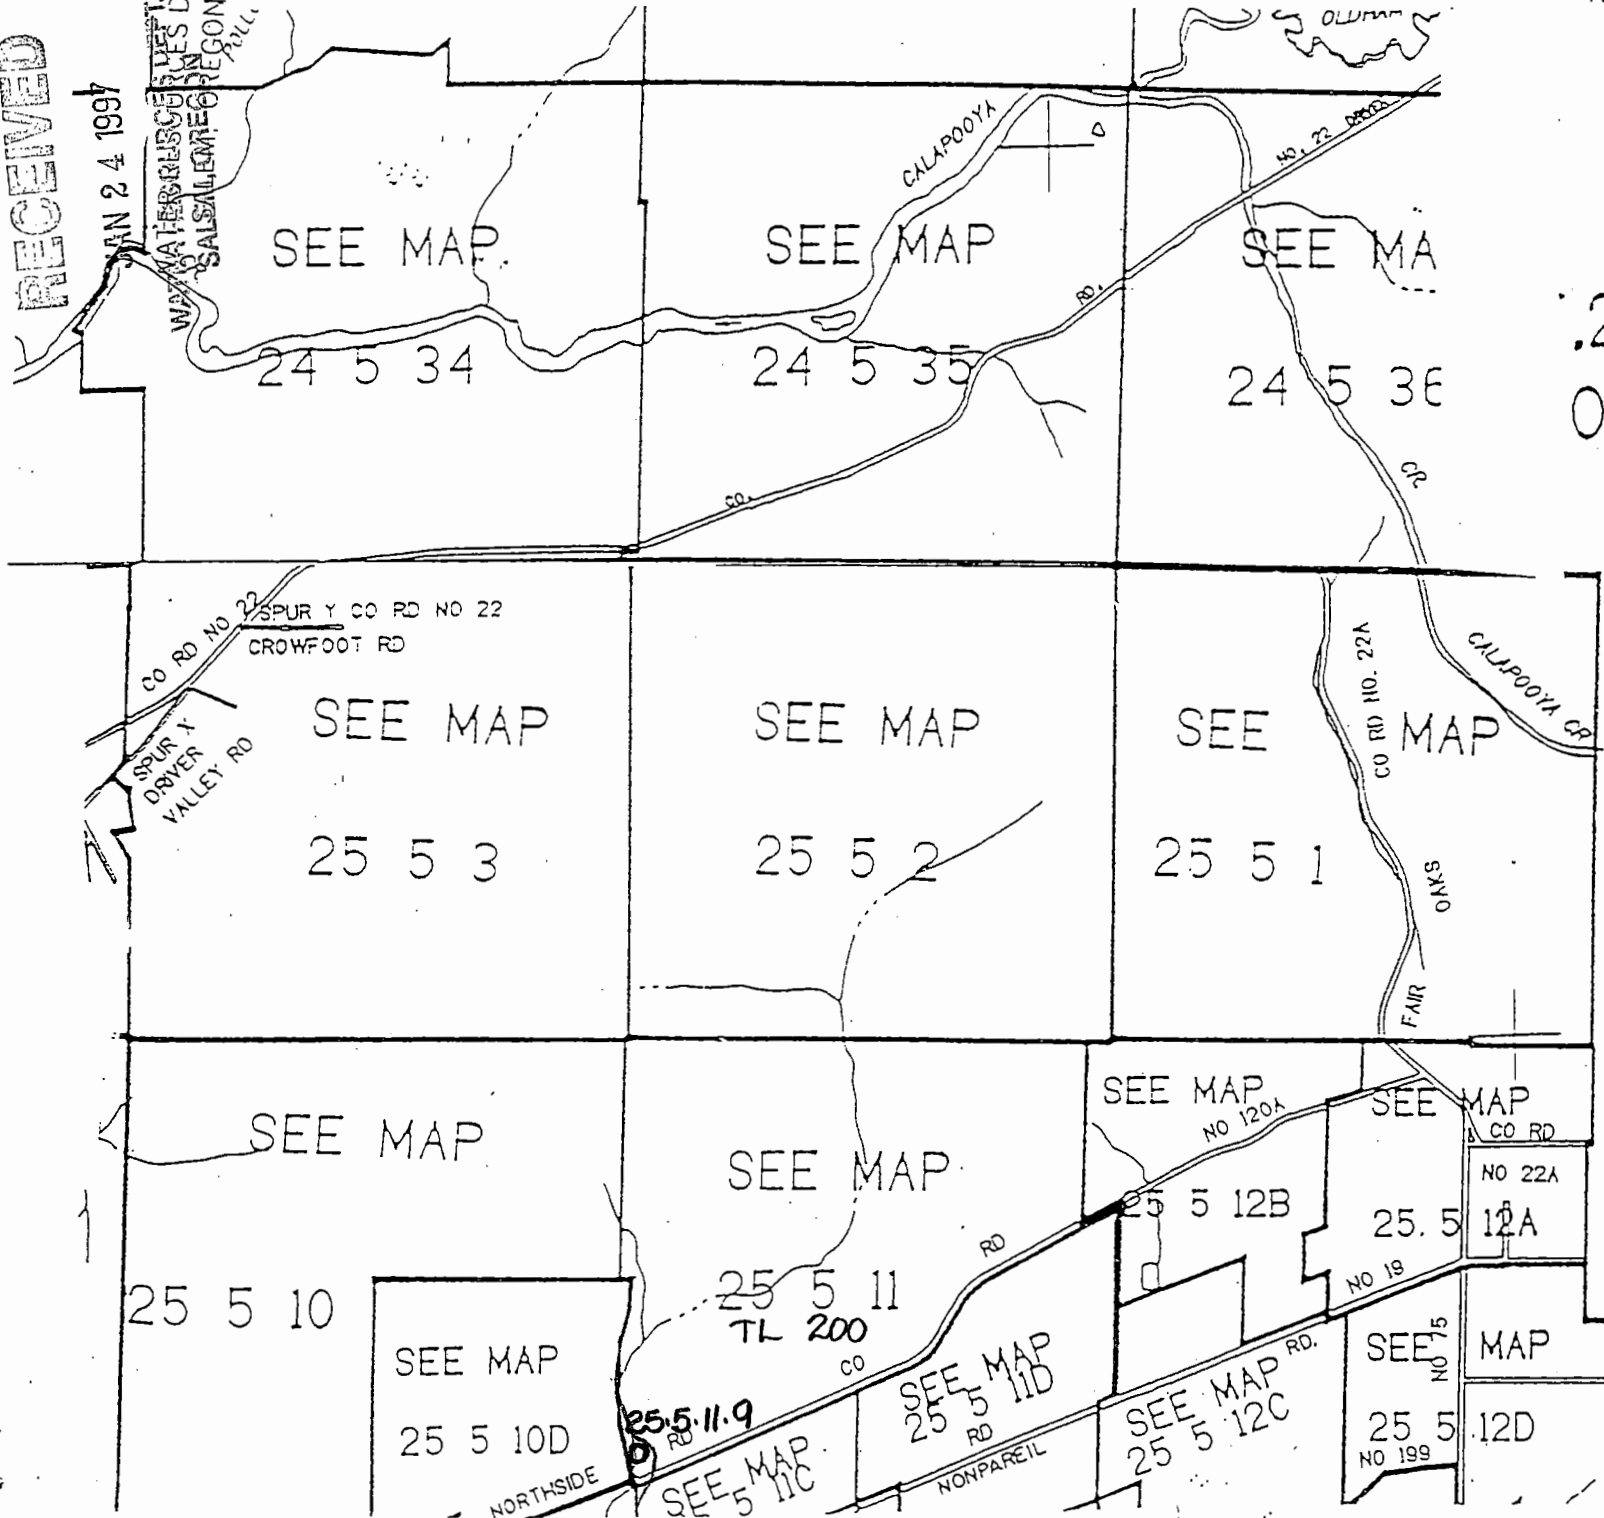 RECEIVED
JAN 24 1997
SALEM, OREGON
OLDHAM
CALAPOOYA
NO. 22
SEE MAP
SEE MAP
SEE MA
RD.
24 5 34
24 5 35
24 5 36
CR
CO.
CO RD NO 22
SPUR Y CO RD NO 22
CROWFOOT RD
CO RD NO. 22A
CALAPOOYA CR
SEE MAP
SEE MAP
SEE MAP
SPUR X
DRIVER
VALLEY RD
25 5 3
25 5 2
25 5 1
OAKS
FAIR
SEE MAP
SEE MAP
SEE MAP
SEE MAP
NO 120A
CO RD
NO 22A
25 5 12B
25. 5 12A
RD
25 5 10
25 5 11
TL 200
NO 19
SEE MAP
CO
SEE MAP
25 5 11D
SEE MAP
25 5 12C
RD.
SEE MAP
NO 75
25.5.11.9
25 5 10D
RD
RD
25 5 12D
NO 199
NORTHSIDE
SEE MAP
5 11C
NONPAREIL